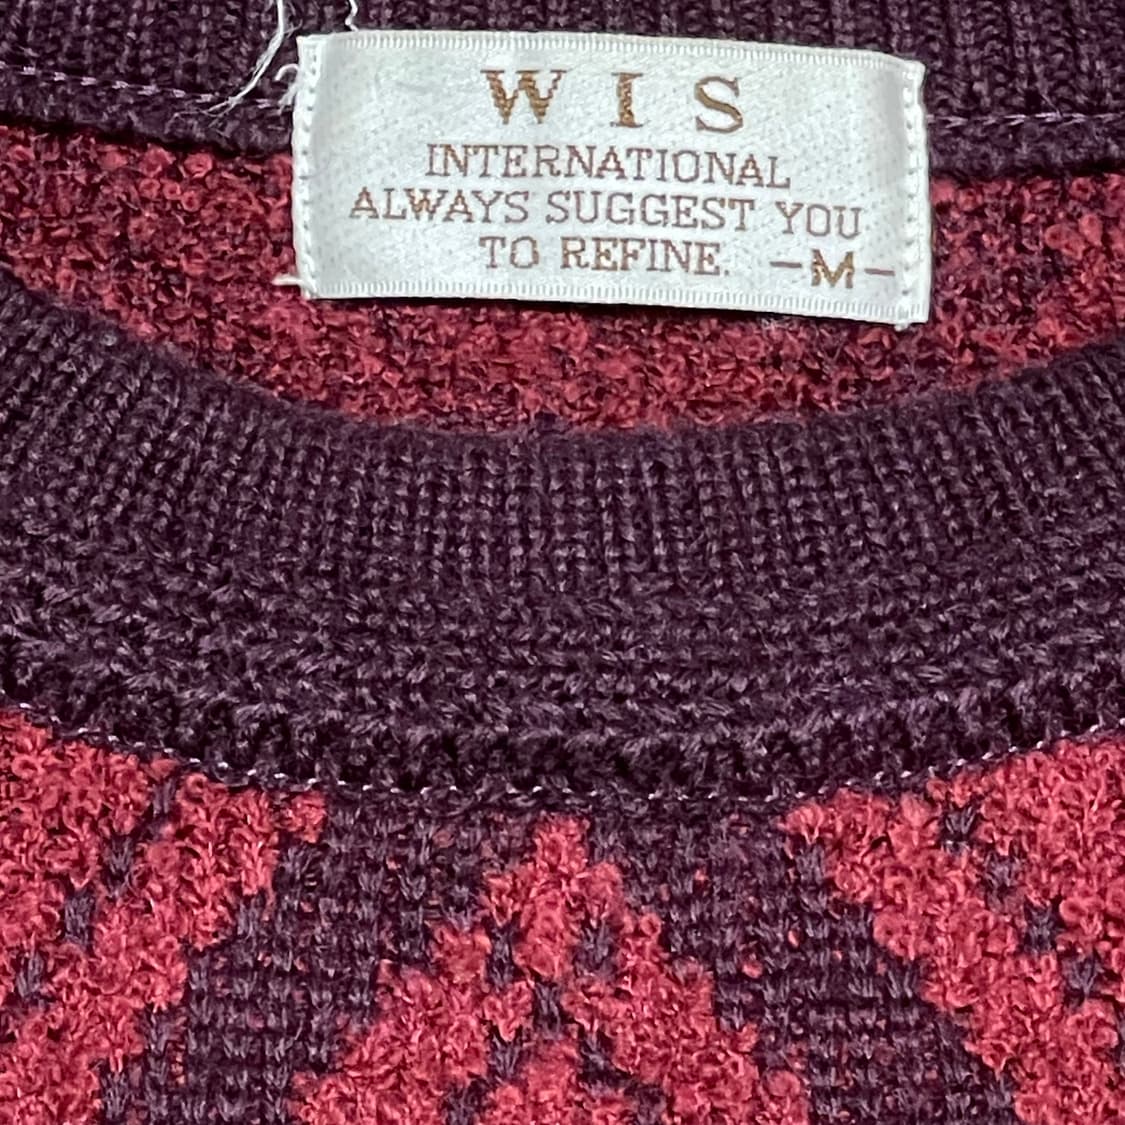 WIS
INTERNATIONAL
ALWAYS SUGGEST YOU
TO REFINE. -M-